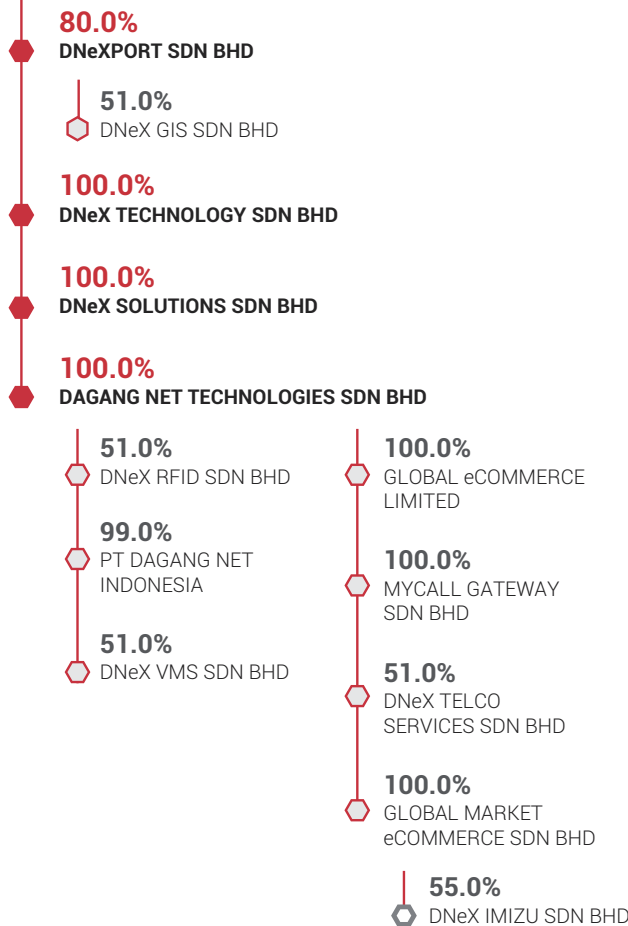 80.0%
DNeXPORT SDN BHD
51.0%
DNeX GIS SDN BHD
100.0%
DNeX TECHNOLOGY SDN BHD
100.0%
DNeX SOLUTIONS SDN BHD
100.0%
DAGANG NET TECHNOLOGIES SDN BHD
51.0%
DNeX RFID SDN BHD
99.0%
PT DAGANG NET
INDONESIA
51.0%
DNeX VMS SDN BHD
100.0%
GLOBAL eCOMMERCE
LIMITED
100.0%
MYCALL GATEWAY
SDN BHD
51.0%
DNeX TELCO
SERVICES SDN BHD
100.0%
GLOBAL MARKET
eCOMMERCE SDN BHD
55.0%
DNeX IMIZU SDN BHD